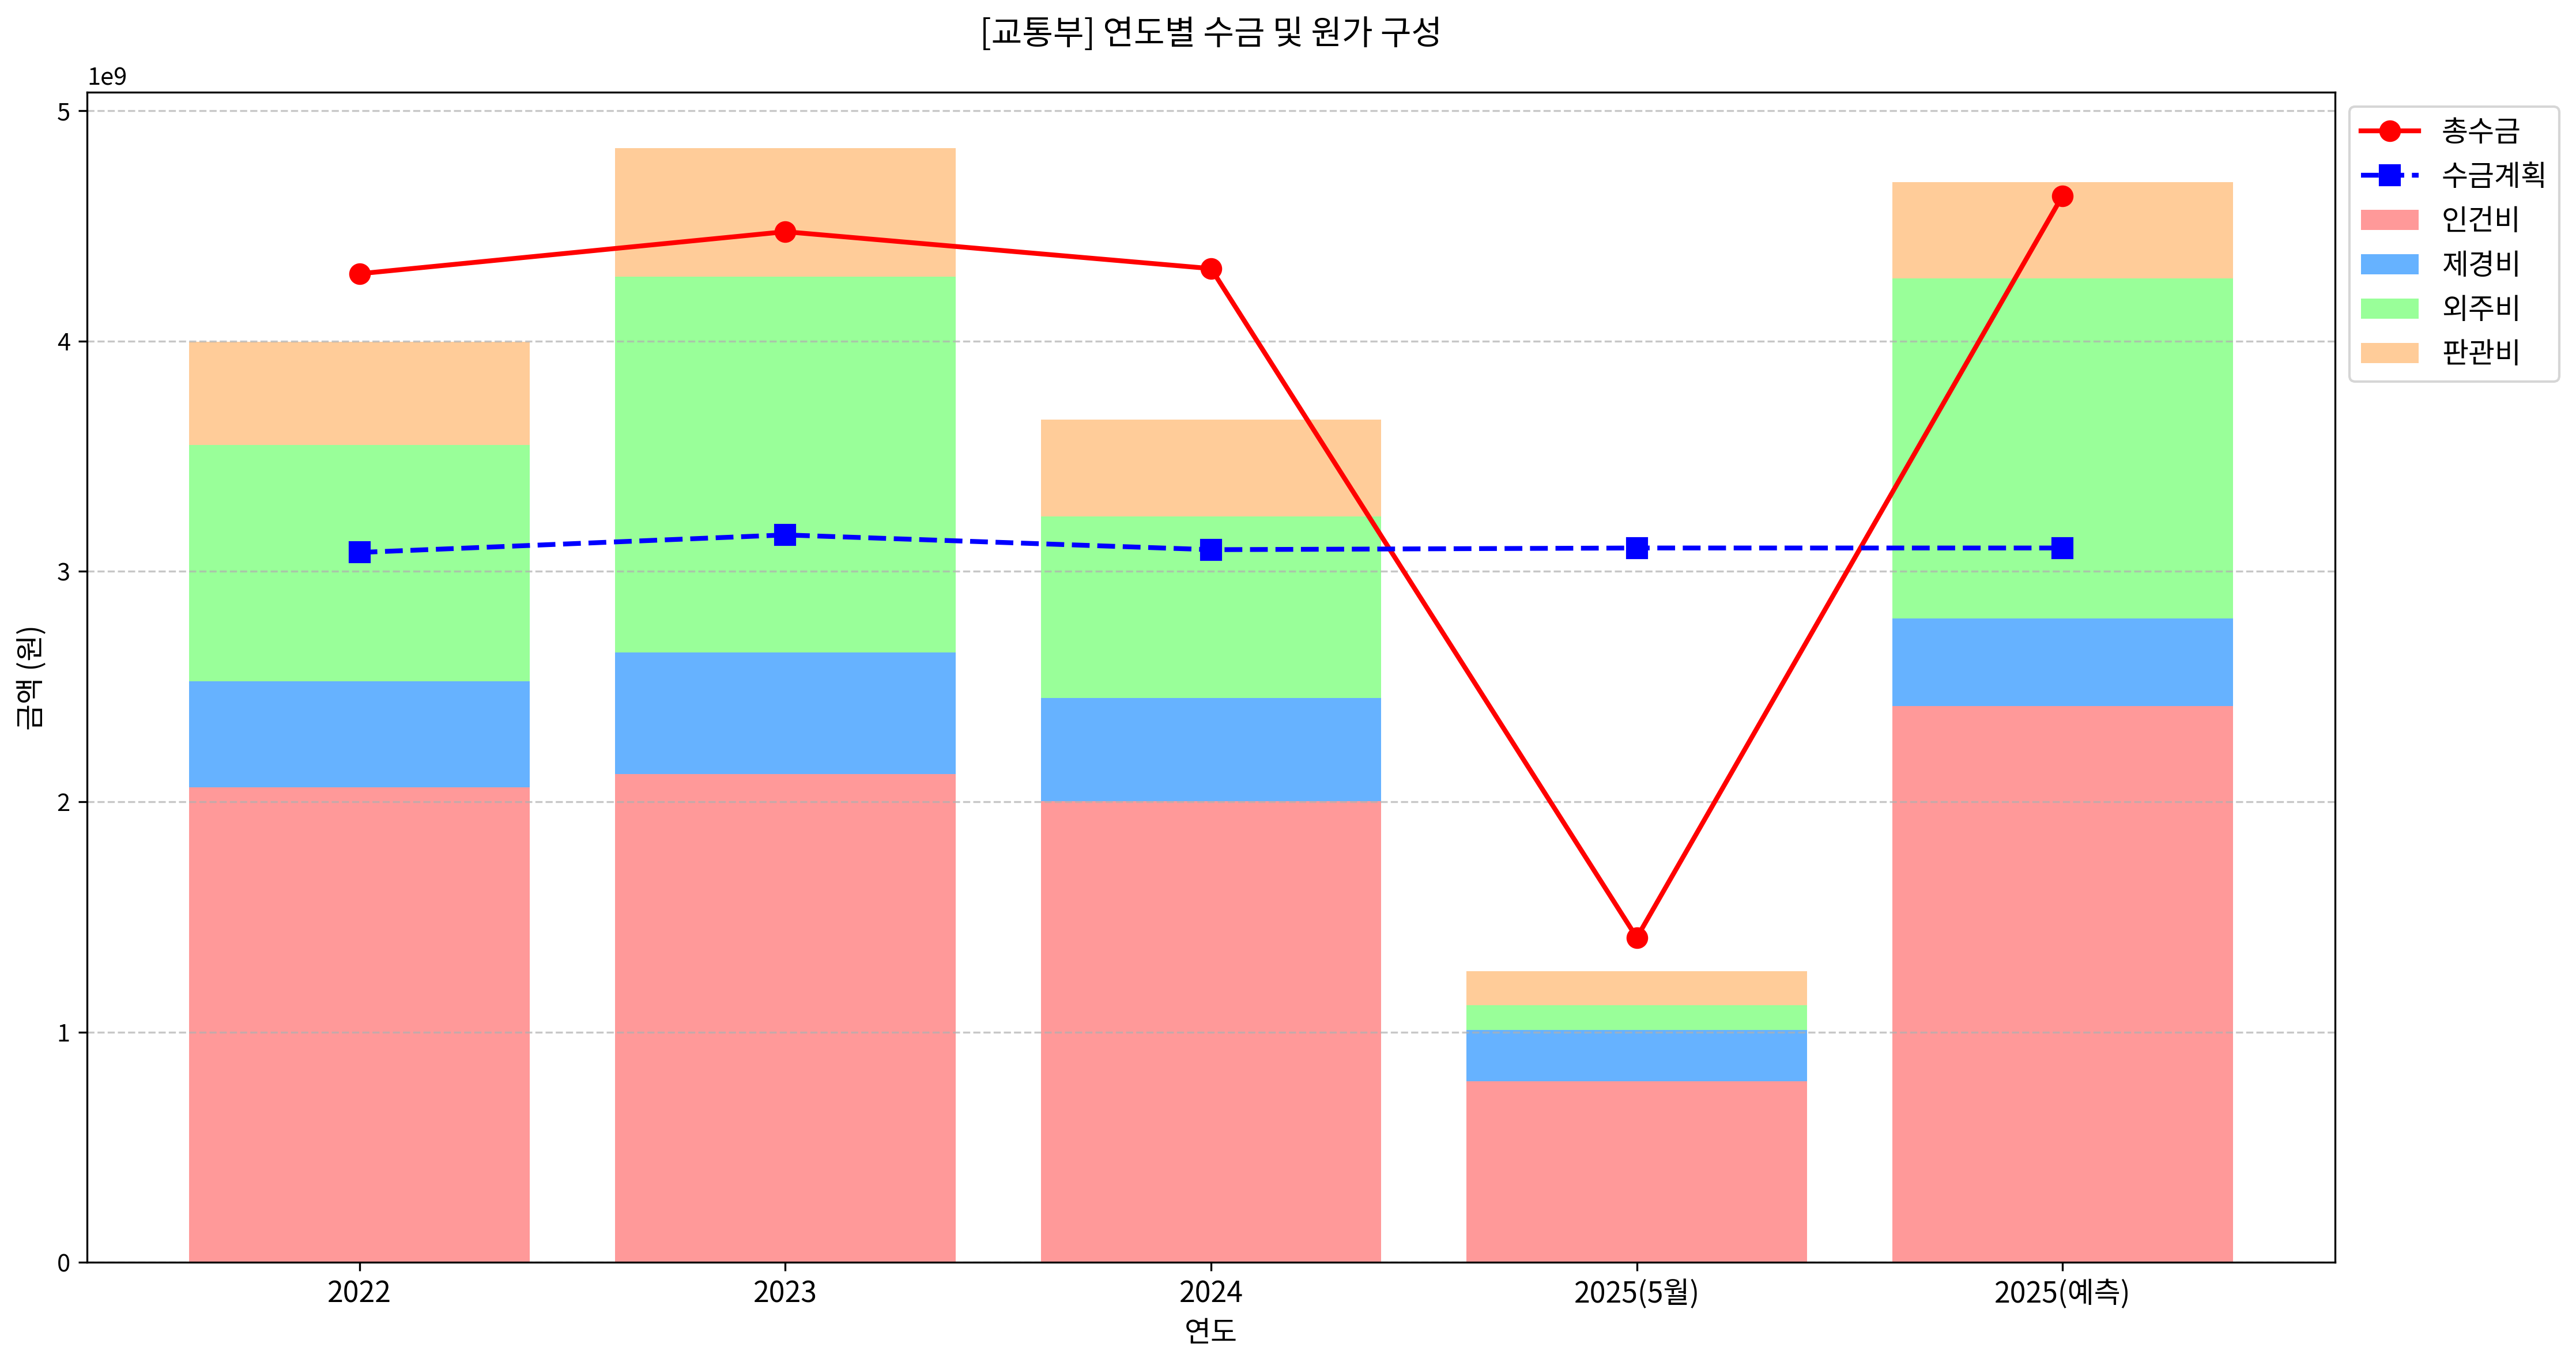 [교통부] 연도별 수금 및 원가 구성
1e9
5
4
3
2
1
0
금액 (원)
2022
2023
2024
2025(5월)
2025(예측)
연도
총수금
수금계획
인건비
제경비
외주비
판관비